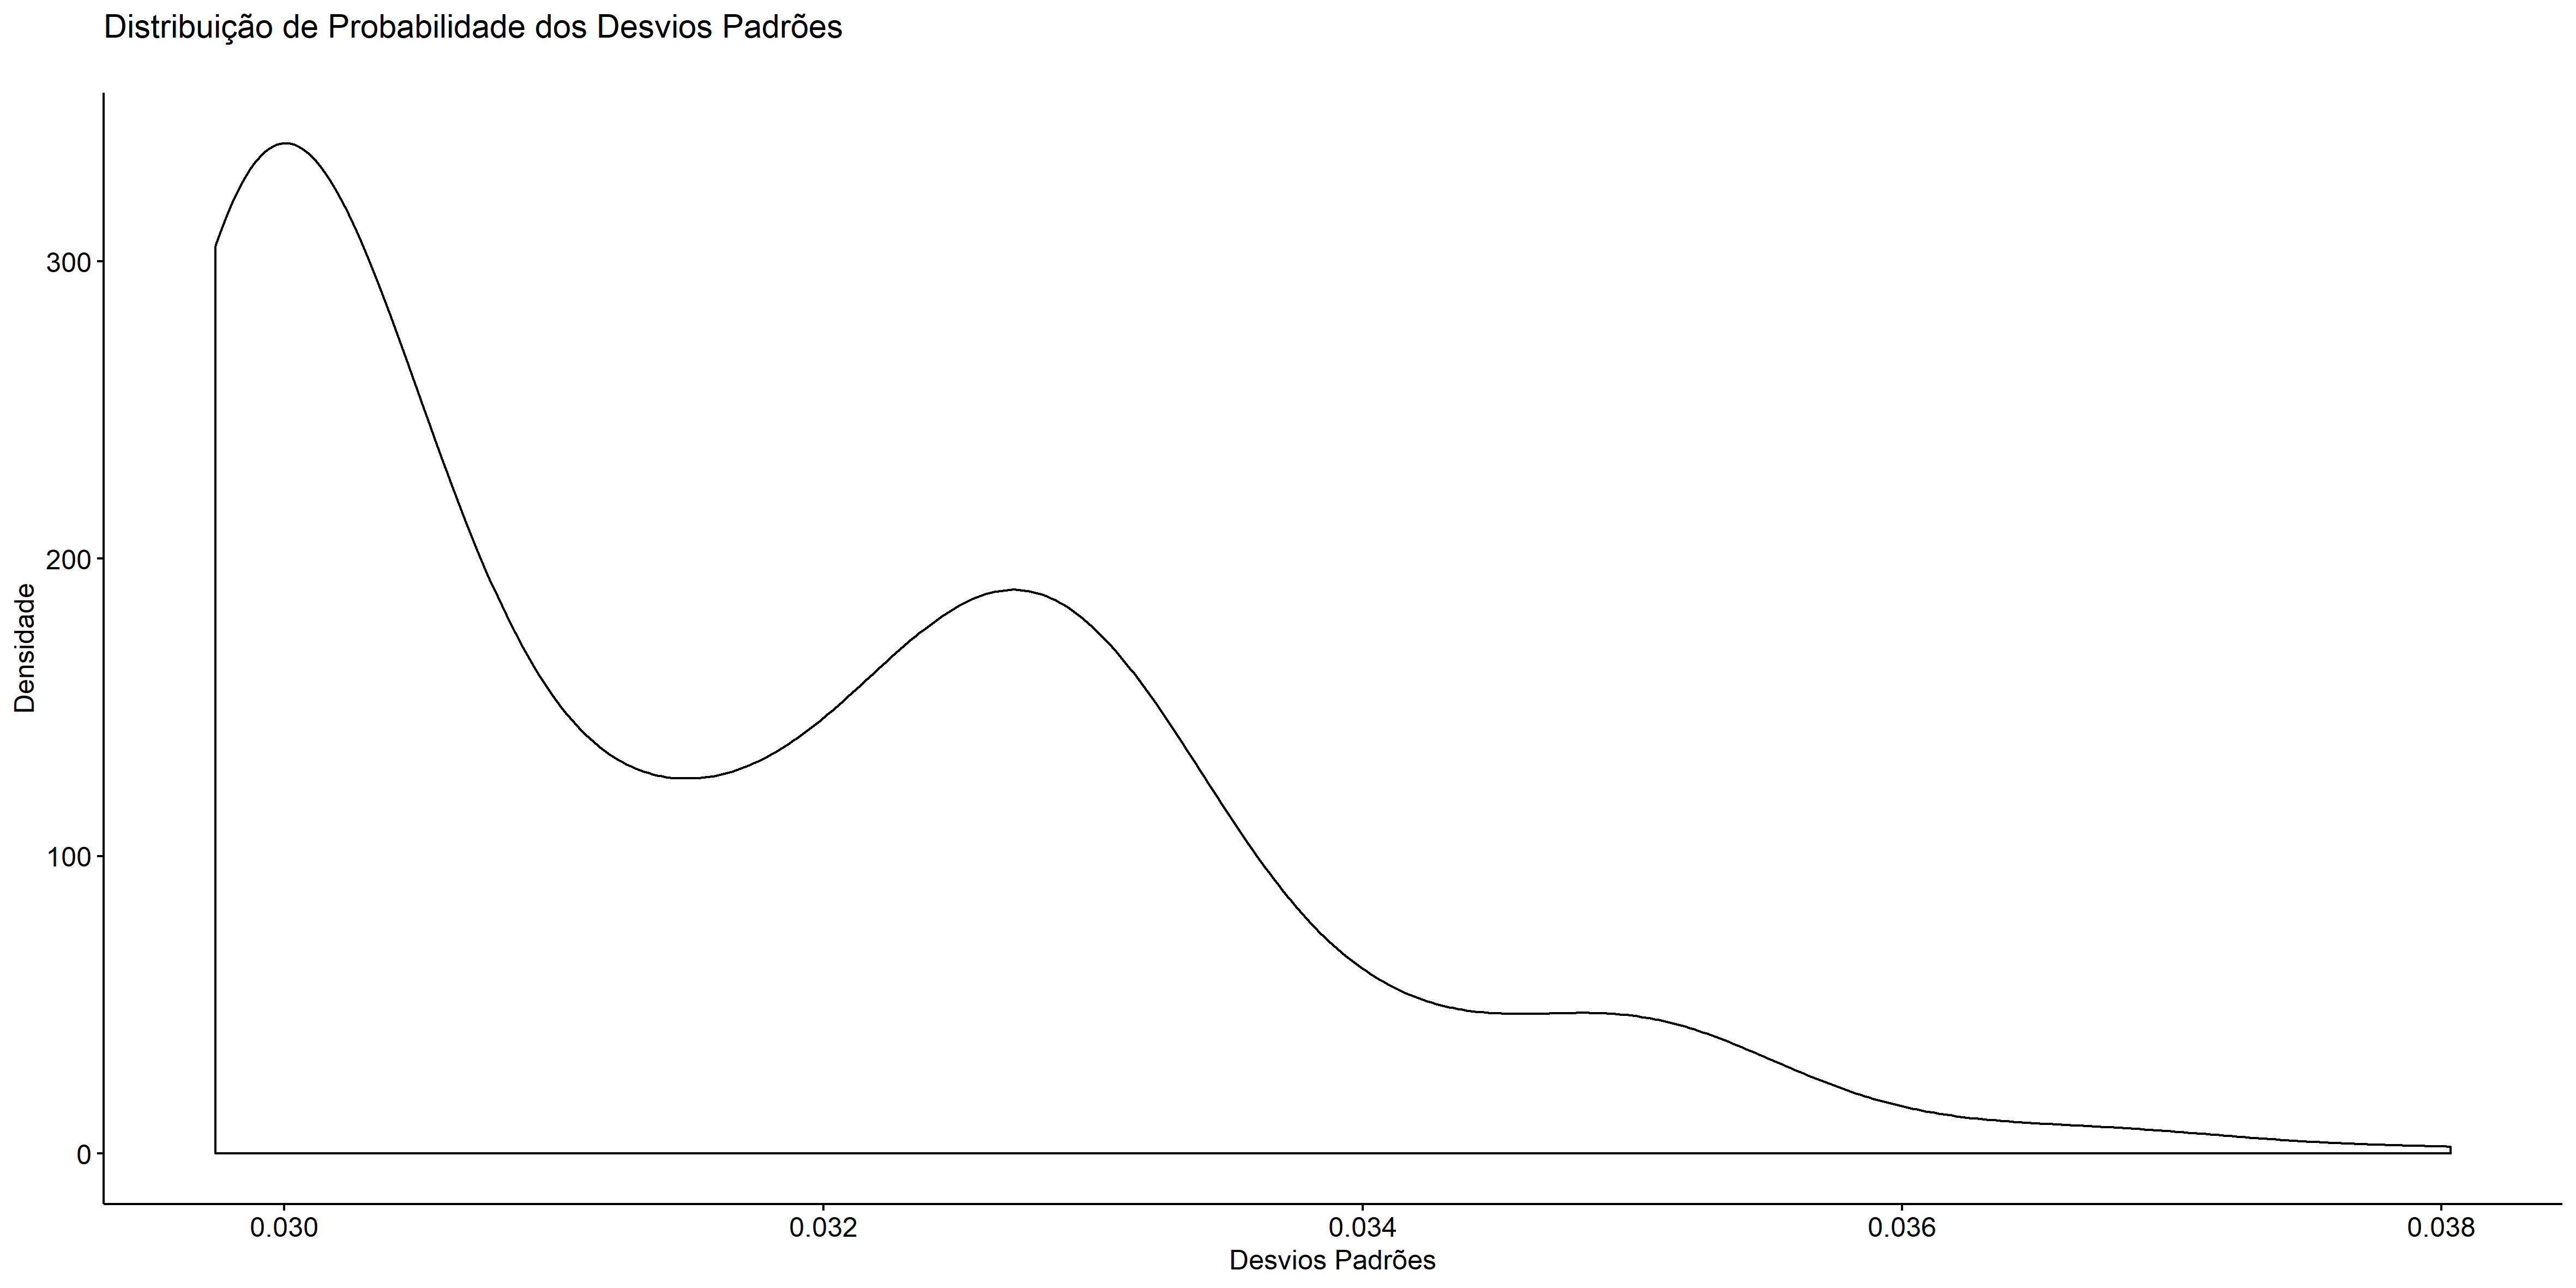 Distribuição de Probabilidade dos Desvios Padrões
Densidade
300
200
100
0
0.030 0.032 0.034 0.036 0.038
Desvios Padrões